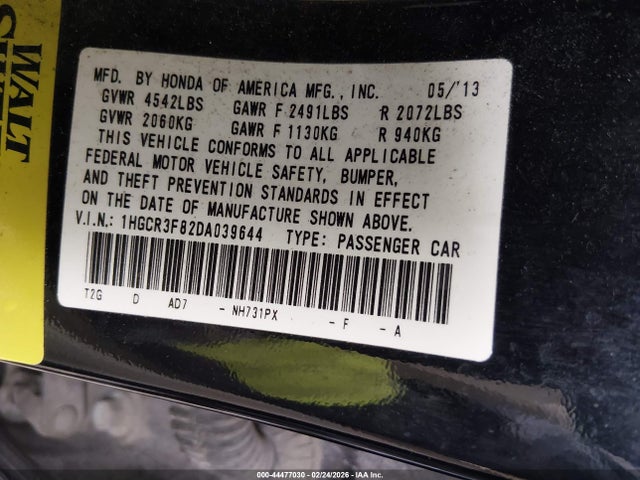 WALT
MFD. BY HONDA OF AMERICA MFG., INC. 05/'13
GVWR 4542LBS GAWR F 2491LBS R 2072LBS
GVWR 2060KG GAWR F 1130KG R 940KG
THIS VEHICLE CONFORMS TO ALL APPLICABLE
FEDERAL MOTOR VEHICLE SAFETY, BUMPER,
AND THEFT PREVENTION STANDARDS IN EFFECT
ON THE DATE OF MANUFACTURE SHOWN ABOVE.
V.I.N.: 1HGCR3F82DA039644 TYPE: PASSENGER CAR
T2G D AD7 - NH731PX - F - A
000-44477030 - 02/24/2026 - IAA Inc.